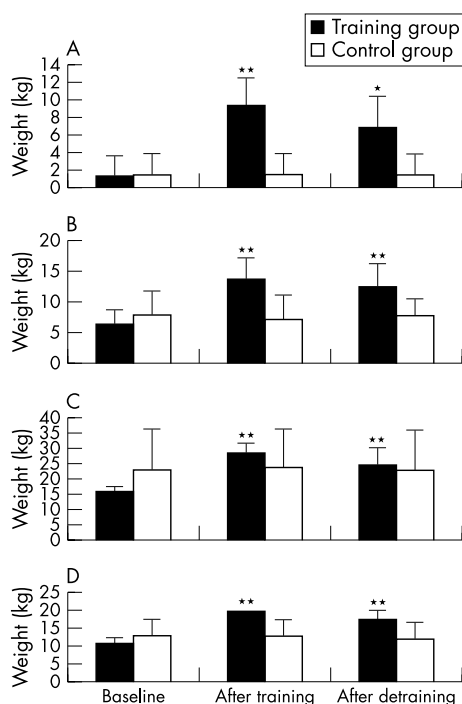 Training group
Control group
A
Weight (kg)
14
12
10
8
6
4
2
0
★★
★
B
Weight (kg)
20
15
10
5
0
★★
★★
C
Weight (kg)
40
35
30
25
20
15
10
5
0
★★
★★
D
Weight (kg)
25
20
15
10
5
0
★★
★★
Baseline
After training
After detraining